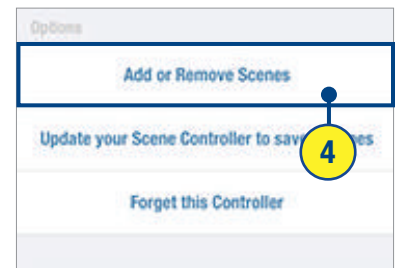 Options
Add or Remove Scenes
Update your Scene Controller to
4
Forget this Controller